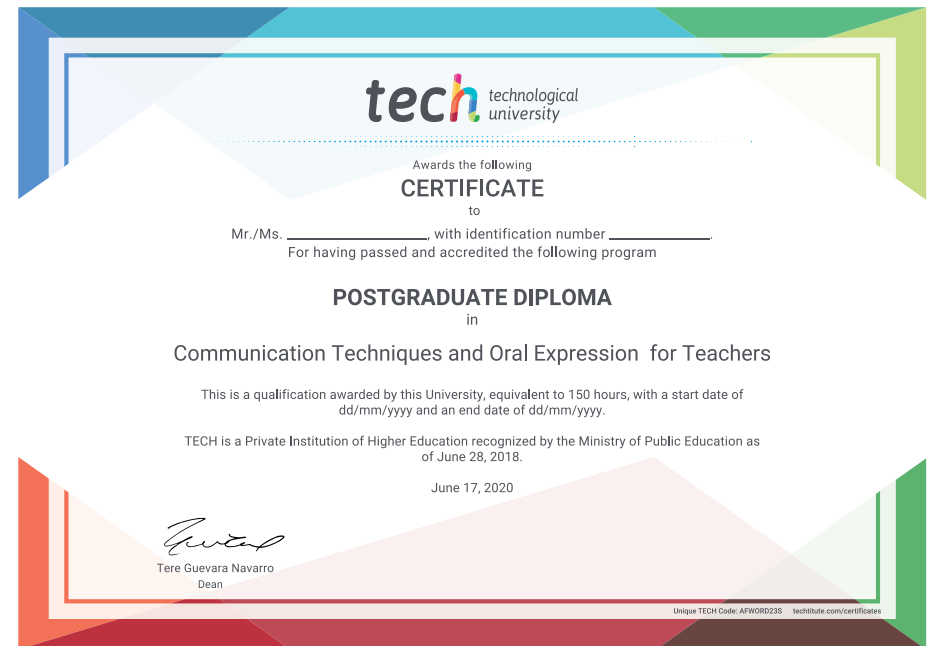 tech technological
university
Awards the following
CERTIFICATE
to
Mr./Ms. ____________________, with identification number ______________.
For having passed and accredited the following program
POSTGRADUATE DIPLOMA
in
Communication Techniques and Oral Expression for Teachers
This is a qualification awarded by this University, equivalent to 150 hours, with a start date of
dd/mm/yyyy and an end date of dd/mm/yyyy.
TECH is a Private Institution of Higher Education recognized by the Ministry of Public Education as
of June 28, 2018.
June 17, 2020
Tere Guevara Navarro
Dean
Unique TECH Code: AFWORD23S techtitute.com/certificates